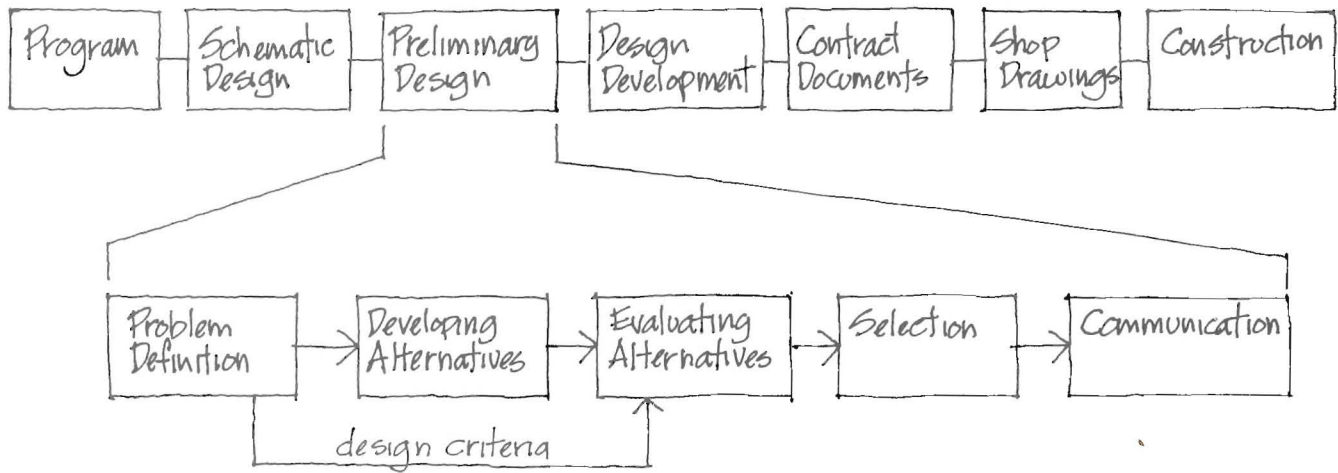 Program
Schematic
Design
Preliminary
Design
Design
Development
Contract
Documents
Shop
Drawings
Construction
Problem
Definition
Developing
Alternatives
Evaluating
Alternatives
Selection
Communication
design criteria